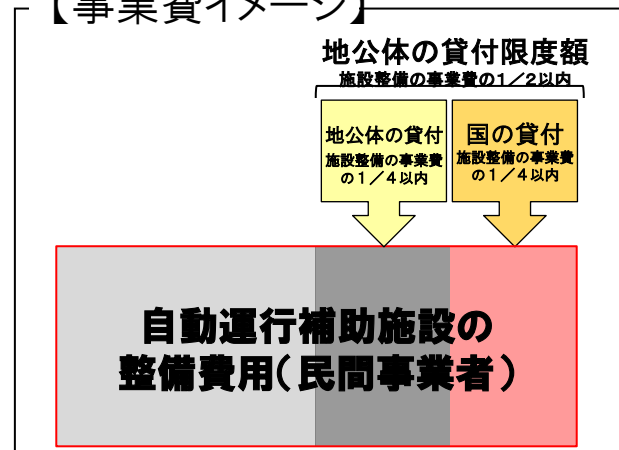 【事業費イメージ】
地公体の貸付限度額
施設整備の事業費の1/2以内
地公体の貸付
施設整備の事業費
の1/4以内
国の貸付
施設整備の事業費
の1/4以内
自動運行補助施設の
整備費用(民間事業者)